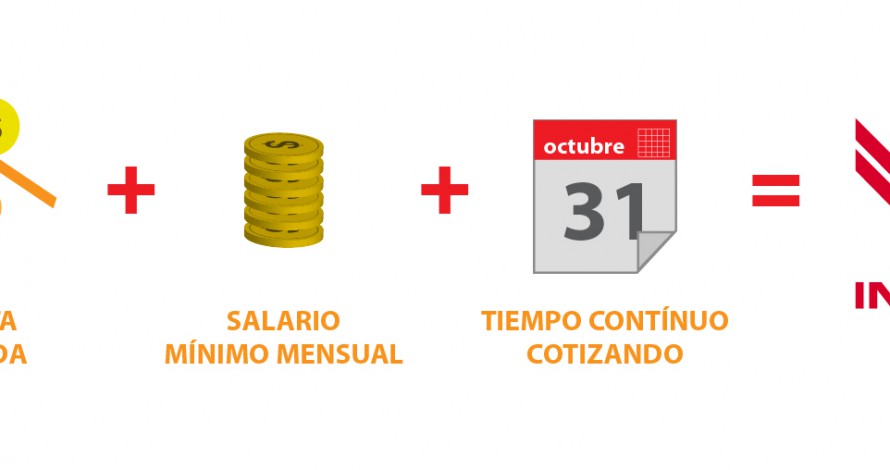 octubre
31
SALARIO
MÍNIMO MENSUAL
TIEMPO CONTÍNUO
COTIZANDO